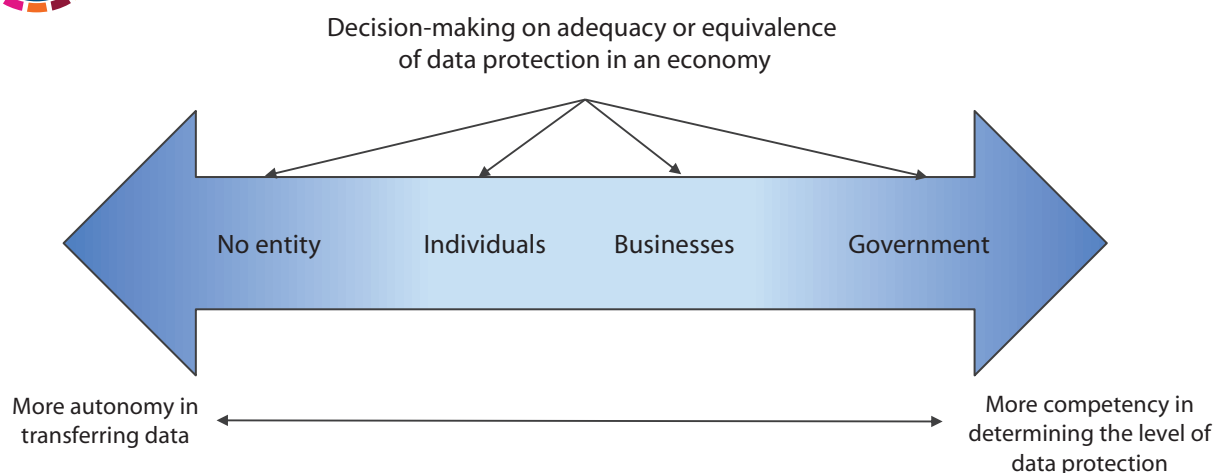 Decision-making on adequacy or equivalence
of data protection in an economy
No entity
Individuals
Businesses
Government
More autonomy in
transferring data
More competency in
determining the level of
data protection